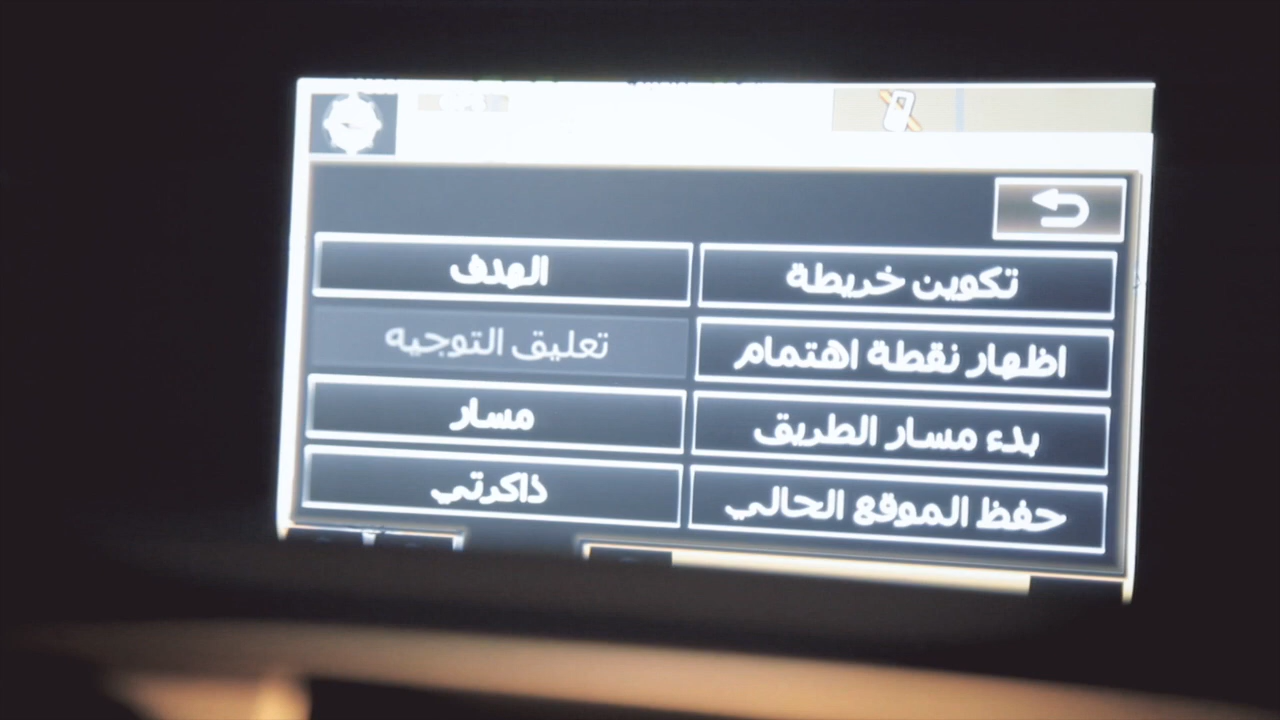 تكوين خريطة
الهدف
اظهار نقطة اهتمام
تعليق التوجيه
بدء مسار الطريق
مسار
حفظ الموقع الحالي
ذاكرتي